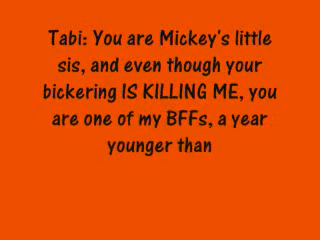 Tabi: You are Mickey's little
sis, and even though your
bickering IS KILLING ME, you
are one of my BFFs, a year
younger than